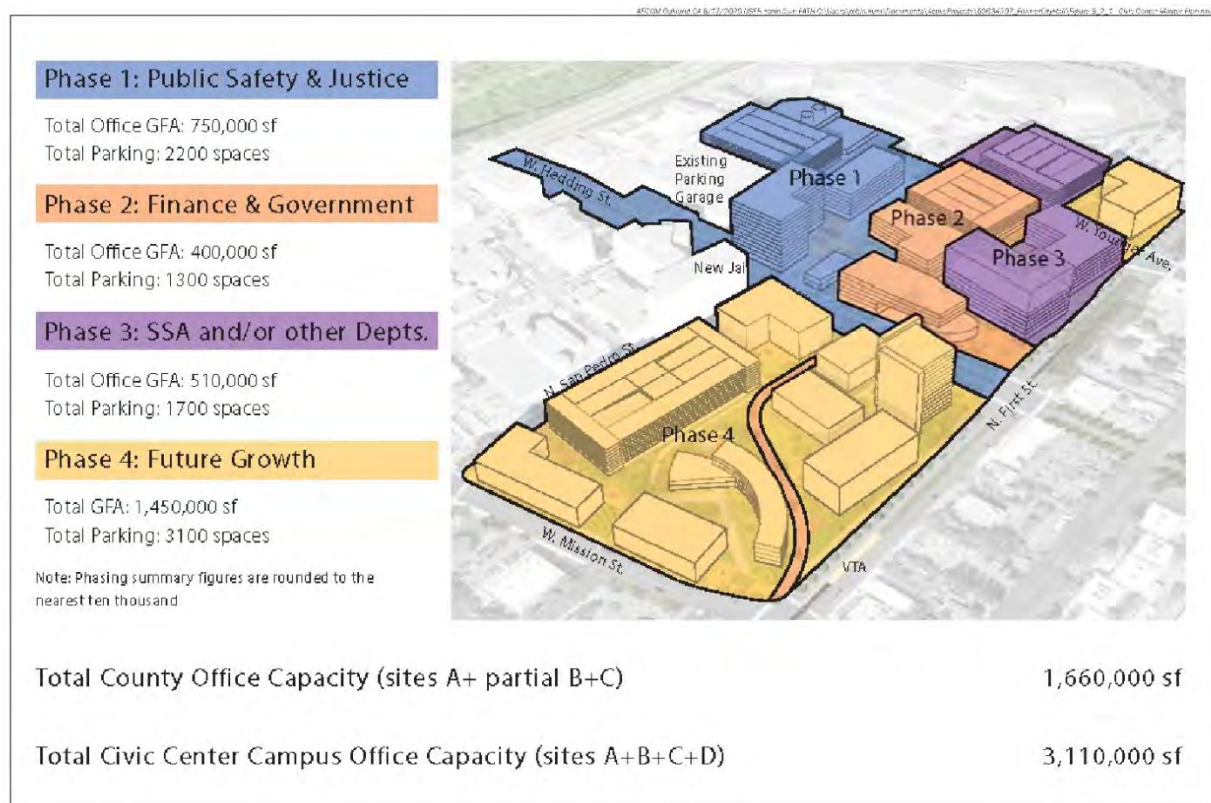 Phase 1: Public Safety & Justice
Total Office GFA: 750,000 sf
Total Parking: 2200 spaces
Phase 2: Finance & Government
Total Office GFA: 400,000 sf
Total Parking: 1300 spaces
Phase 3: SSA and/or other Depts.
Total Office GFA: 510,000 sf
Total Parking: 1700 spaces
Phase 4: Future Growth
Total GFA: 1,450,000 sf
Total Parking: 3100 spaces
Note: Phasing summary figures are rounded to the
nearest ten thousand
W. Hedding St.
Existing
Parking
Garage
Phase 1
Phase 2
Phase 3
W. Younger Ave.
New Jail
N. San Pedro St.
N. First St.
Phase 4
W. Mission St.
VTA
Total County Office Capacity (sites A+ partial B+C)
1,660,000 sf
Total Civic Center Campus Office Capacity (sites A+B+C+D)
3,110,000 sf